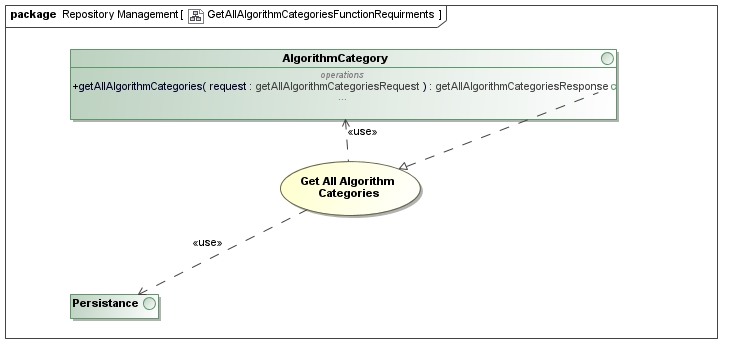 package Repository Management[ GetAllAlgorithmCategoriesFunctionRequirments ]
AlgorithmCategory
operations
+getAllAlgorithmCategories( request : getAllAlgorithmCategoriesRequest ) : getAllAlgorithmCategoriesResponse
...
«use»
Get All Algorithm
Categories
«use»
Persistance